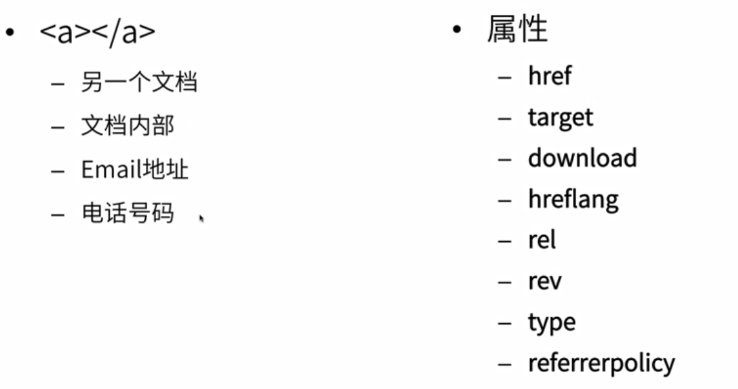 • <a></a>
– 另一个文档
– 文档内部
– Email地址
– 电话号码
• 属性
– href
– target
– download
– hreflang
– rel
– rev
– type
– referrerpolicy